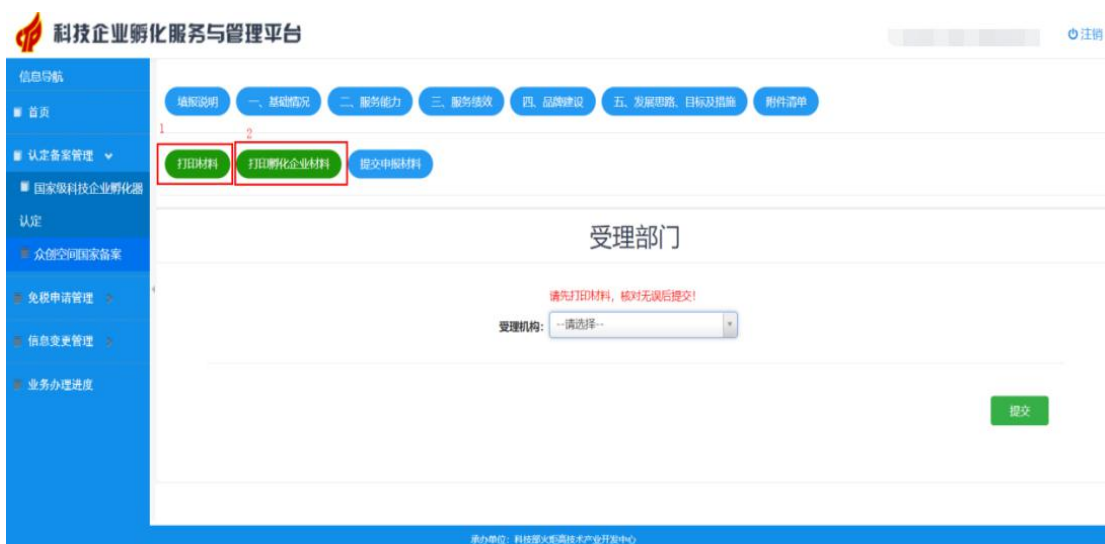 科技企业孵化服务与管理平台
注销
信息导航
首页
认定备案管理
国家级科技企业孵化器
认定
众创空间国家备案
免税申请管理
信息变更管理
业务办理进度
填报说明 一、基础情况 二、服务能力 三、服务绩效 四、品牌建设 五、发展思路、目标及措施 附件清单
1 2
打印材料 打印孵化企业材料 提交申报材料
受理部门
请先打印材料，核对无误后提交！
受理机构： --请选择--
提交
承办单位：科技部火炬高技术产业开发中心